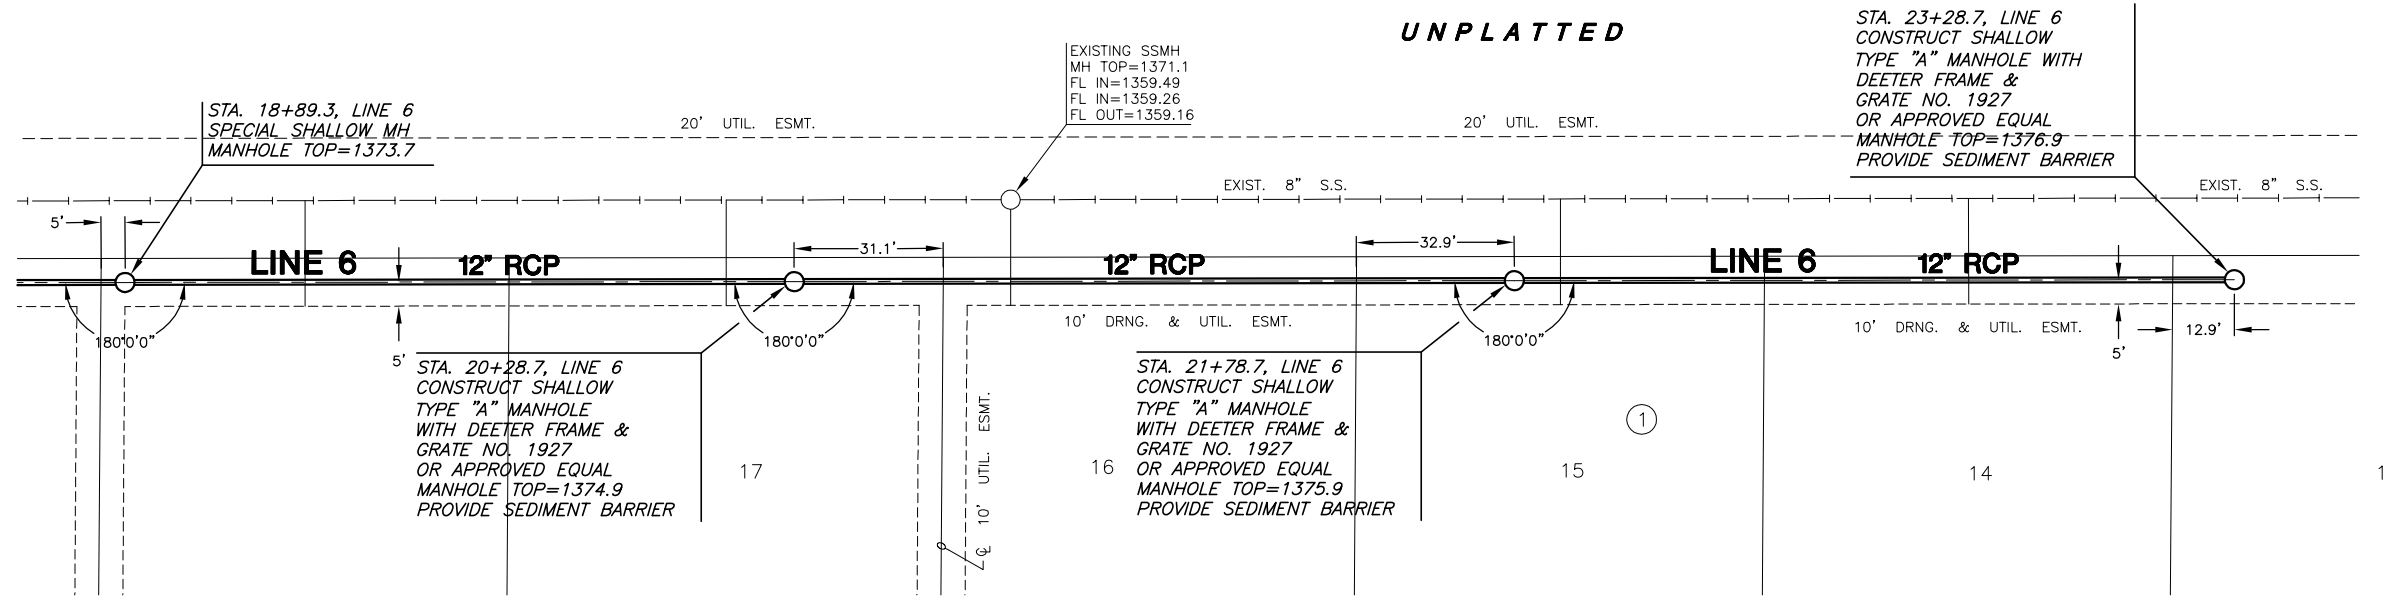 UNPLATTED
STA. 23+28.7, LINE 6
CONSTRUCT SHALLOW
TYPE "A" MANHOLE WITH
DEETER FRAME &
GRATE NO. 1927
OR APPROVED EQUAL
MANHOLE TOP=1376.9
PROVIDE SEDIMENT BARRIER
EXISTING SSMH
MH TOP=1371.1
FL IN=1359.49
FL IN=1359.26
FL OUT=1359.16
STA. 18+89.3, LINE 6
SPECIAL SHALLOW MH
MANHOLE TOP=1373.7
20' UTIL. ESMT.
20' UTIL. ESMT.
EXIST. 8" S.S.
EXIST. 8" S.S.
5'
31.1'
32.9'
LINE 6
12" RCP
12" RCP
LINE 6
12" RCP
180°0'0"
5'
180°0'0"
10' DRNG. & UTIL. ESMT.
180°0'0"
10' DRNG. & UTIL. ESMT.
5'
12.9'
STA. 20+28.7, LINE 6
CONSTRUCT SHALLOW
TYPE "A" MANHOLE
WITH DEETER FRAME &
GRATE NO. 1927
OR APPROVED EQUAL
MANHOLE TOP=1374.9
PROVIDE SEDIMENT BARRIER
STA. 21+78.7, LINE 6
CONSTRUCT SHALLOW
TYPE "A" MANHOLE
WITH DEETER FRAME &
GRATE NO. 1927
OR APPROVED EQUAL
MANHOLE TOP=1375.9
PROVIDE SEDIMENT BARRIER
℄ 10' UTIL. ESMT.
1
17
16
15
14
1